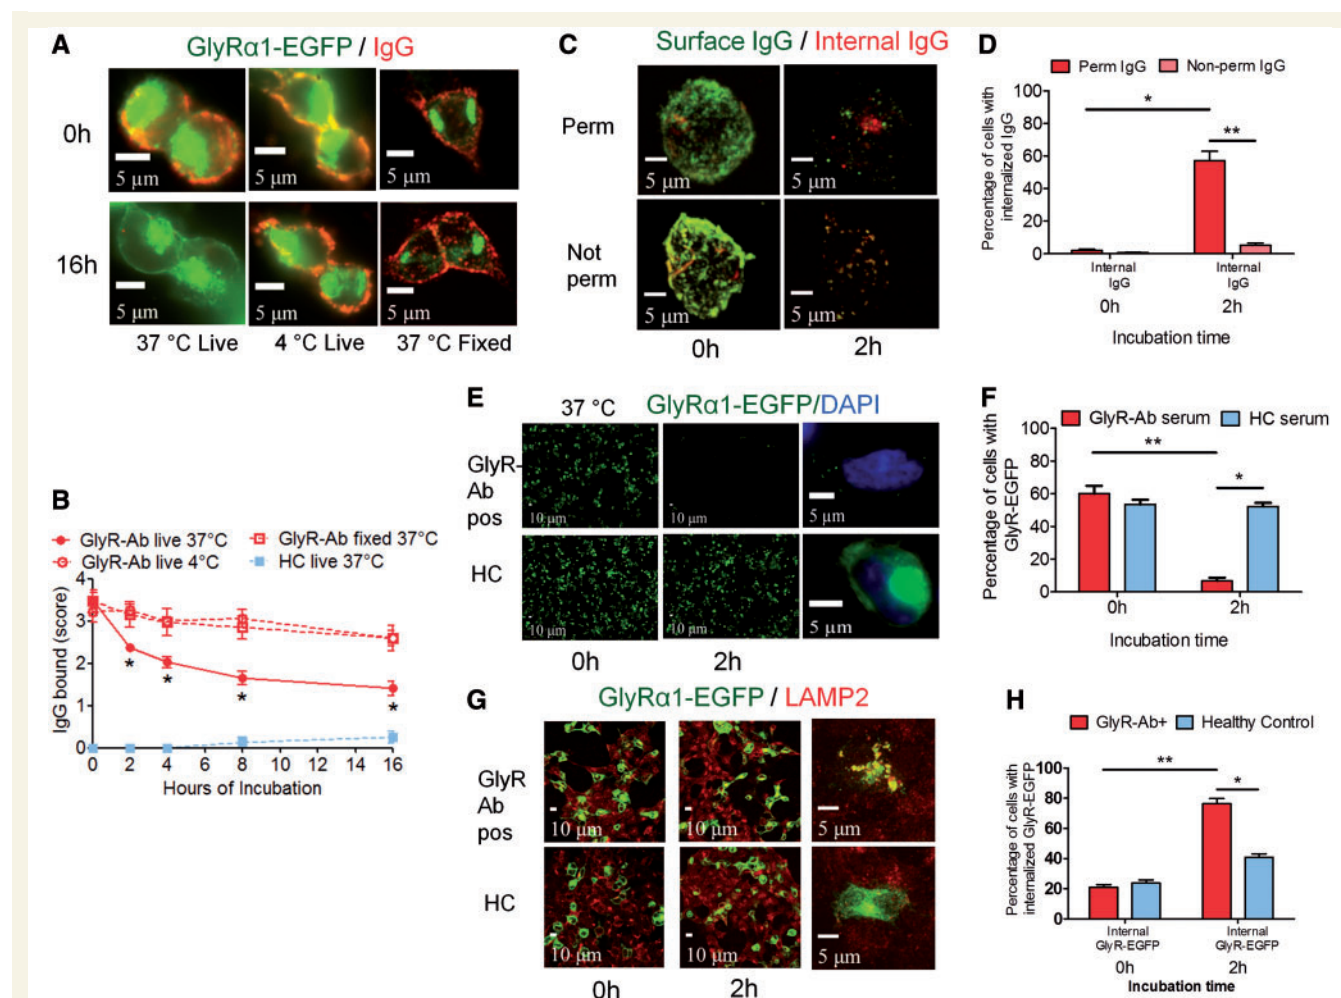 A
GlyRα1-EGFP / IgG
0h
5 µm
5 µm
5 µm
16h
5 µm
5 µm
5 µm
37 °C Live
4 °C Live
37 °C Fixed
B
GlyR-Ab live 37°C
GlyR-Ab fixed 37°C
GlyR-Ab live 4°C
HC live 37°C
IgG bound (score)
4
3
2
1
0
*
*
*
*
0 2 4 6 8 10 12 14 16
Hours of Incubation
C
Surface IgG / Internal IgG
Perm
5 µm
5 µm
Not
perm
5 µm
5 µm
0h
2h
D
Perm IgG
Non-perm IgG
Percentage of cells with
internalized IgG
100
80
60
40
20
0
*
**
Internal
IgG
Internal
IgG
0h
2h
Incubation time
E
37 °C
GlyRα1-EGFP/DAPI
GlyR-
Ab
pos
10 µm
10 µm
5 µm
HC
10 µm
10 µm
5 µm
0h
2h
F
GlyR-Ab serum
HC serum
Percentage of cells with
GlyR-EGFP
100
80
60
40
20
0
**
*
0h
2h
Incubation time
G
GlyRα1-EGFP / LAMP2
GlyR
Ab
pos
10 µm
10 µm
5 µm
HC
10 µm
10 µm
5 µm
0h
2h
H
GlyR-Ab+
Healthy Control
Percentage of cells with
internalized GlyR-EGFP
100
80
60
40
20
0
**
*
Internal
GlyR-EGFP
Internal
GlyR-EGFP
0h
2h
Incubation time